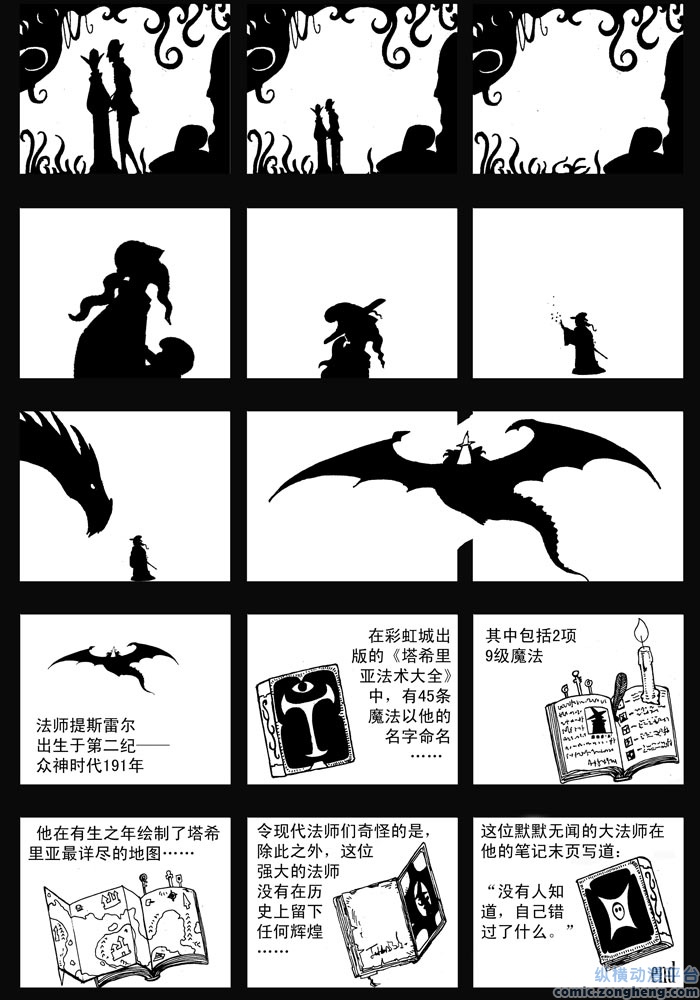 法师提斯雷尔
出生于第二纪——
众神时代191年
在彩虹城出
版的《塔希里
亚法术大全》
中，有45条
魔法以他的
名字命名
……
其中包括2项
9级魔法
他在有生之年绘制了塔希
里亚最详尽的地图……
令现代法师们奇怪的是，
除此之外，这位
强大的法师
没有在历
史上留下
任何辉煌
……
这位默默无闻的大法师在
他的笔记末页写道：
“没有人知
道，自己错
过了什么。”
end
纵横动漫平台
comic.zongheng.com